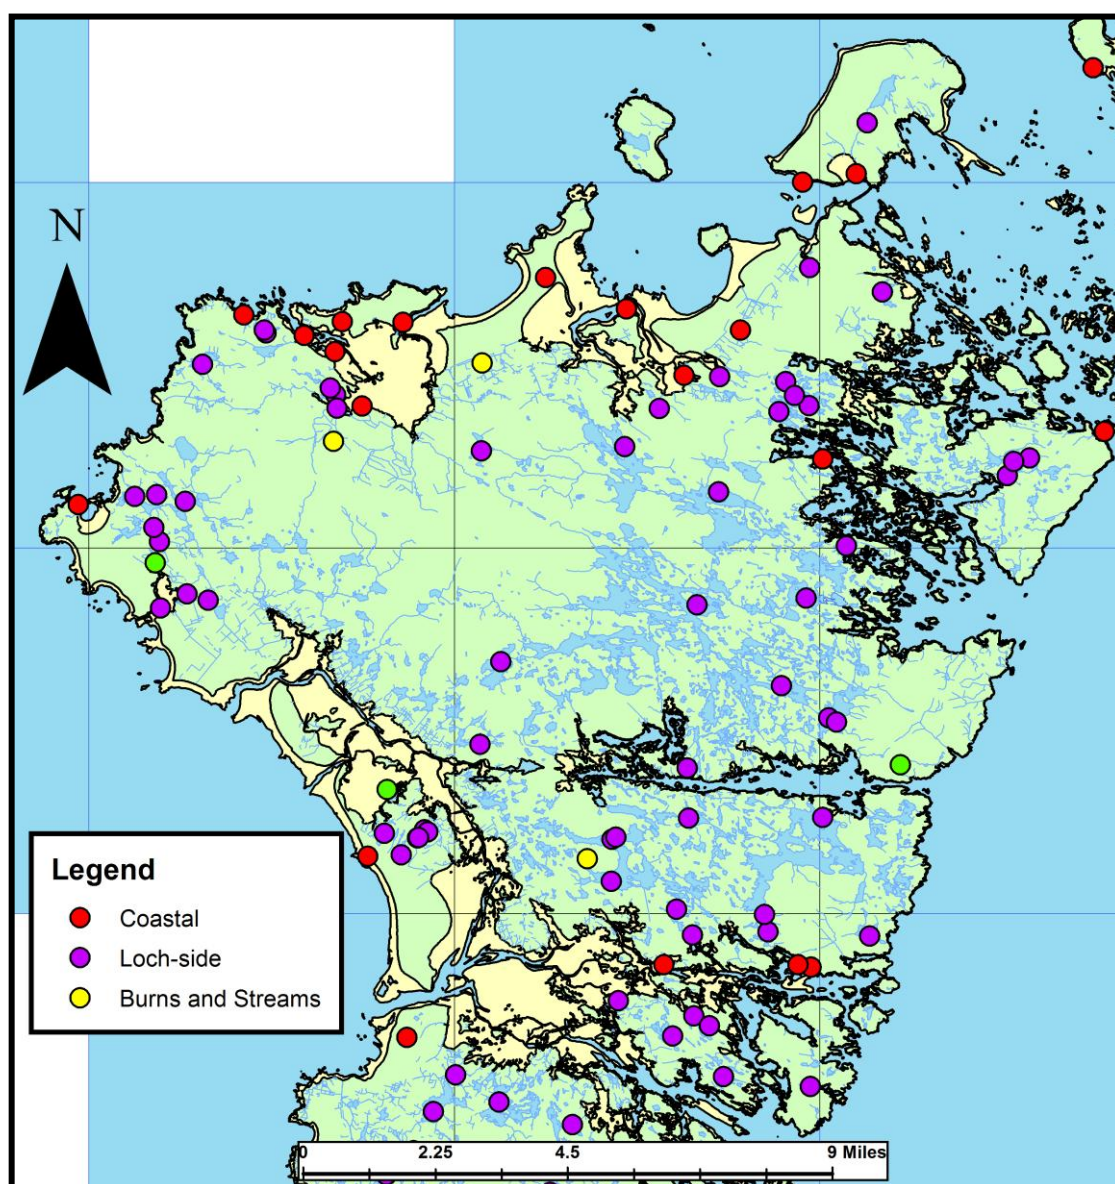 N
Legend
Coastal
Loch-side
Burns and Streams
0 2.25 4.5 9 Miles